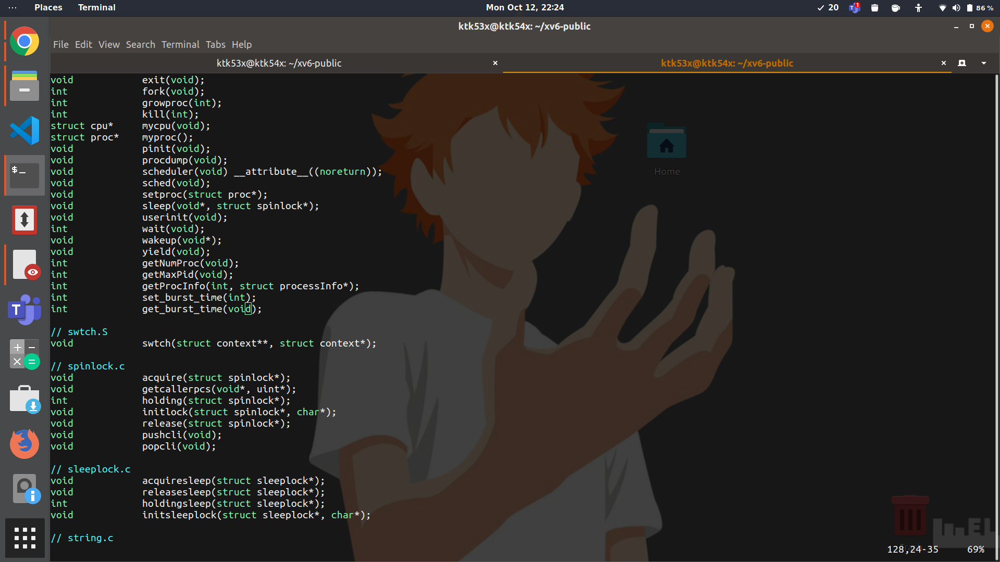 ··· Places Terminal Mon Oct 12, 22:24 ✓ 20 1 86 %
ktk53x@ktk54x: ~/xv6-public
File Edit View Search Terminal Tabs Help
ktk53x@ktk54x: ~/xv6-public × ktk53x@ktk54x: ~/xv6-public ×
void exit(void);
int fork(void);
int growproc(int);
int kill(int);
struct cpu* mycpu(void);
struct proc* myproc();
void pinit(void);
void procdump(void);
void scheduler(void) __attribute__((noreturn));
void sched(void);
void setproc(struct proc*);
void sleep(void*, struct spinlock*);
void userinit(void);
int wait(void);
void wakeup(void*);
void yield(void);
int getNumProc(void);
int getMaxPid(void);
int getProcInfo(int, struct processInfo*);
int set_burst_time(int);
int get_burst_time(void);
// swtch.S
void swtch(struct context**, struct context*);
// spinlock.c
void acquire(struct spinlock*);
void getcallerpcs(void*, uint*);
int holding(struct spinlock*);
void initlock(struct spinlock*, char*);
void release(struct spinlock*);
void pushcli(void);
void popcli(void);
// sleeplock.c
void acquiresleep(struct sleeplock*);
void releasesleep(struct sleeplock*);
int holdingsleep(struct sleeplock*);
void initsleeplock(struct sleeplock*, char*);
// string.c
128,24-35 69%
Home
Trash
$_
T